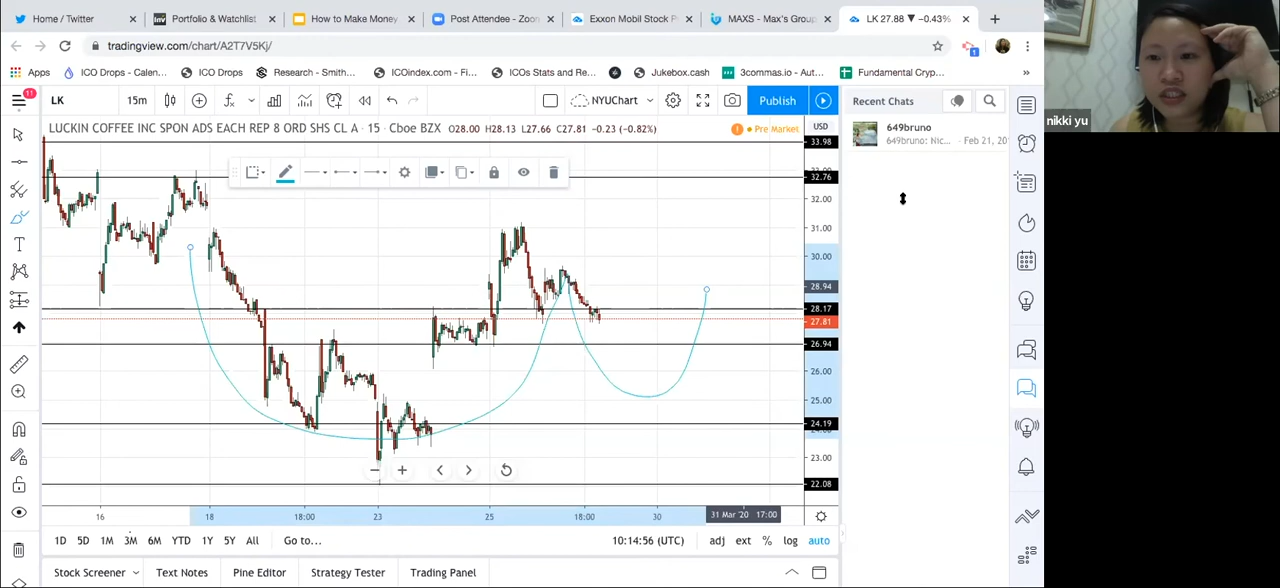 Home / Twitter
Portfolio & Watchlist
How to Make Money
Post Attendee - Zoom
Exxon Mobil Stock P
MAXS - Max's Group
LK 27.88 ▼ −0.43%
tradingview.com/chart/A2T7V5Kj/
Apps
ICO Drops - Calen...
ICO Drops
Research - Smith...
ICOindex.com - Fi...
ICOs Stats and Re...
Jukebox.cash
3commas.io - Aut...
Fundamental Cryp...
»
11
LK
15m
NYUChart
Publish
Recent Chats
LUCKIN COFFEE INC SPON ADS EACH REP 8 ORD SHS CL A · 15 · Cboe BZX
O28.00 H28.13 L27.66 C27.81 −0.23 (−0.82%)
Pre Market
USD
649bruno
649bruno: Nic... · Feb 21, 20
nikki yu
33.98
32.76
32.00
31.00
30.00
28.94
28.17
27.81
26.94
26.00
25.00
24.19
23.00
22.08
16
18
18:00
23
25
18:00
30
31 Mar '20 17:00
1D
5D
1M
3M
6M
YTD
1Y
5Y
All
Go to...
10:14:56 (UTC)
adj
ext
%
log
auto
Stock Screener
Text Notes
Pine Editor
Strategy Tester
Trading Panel